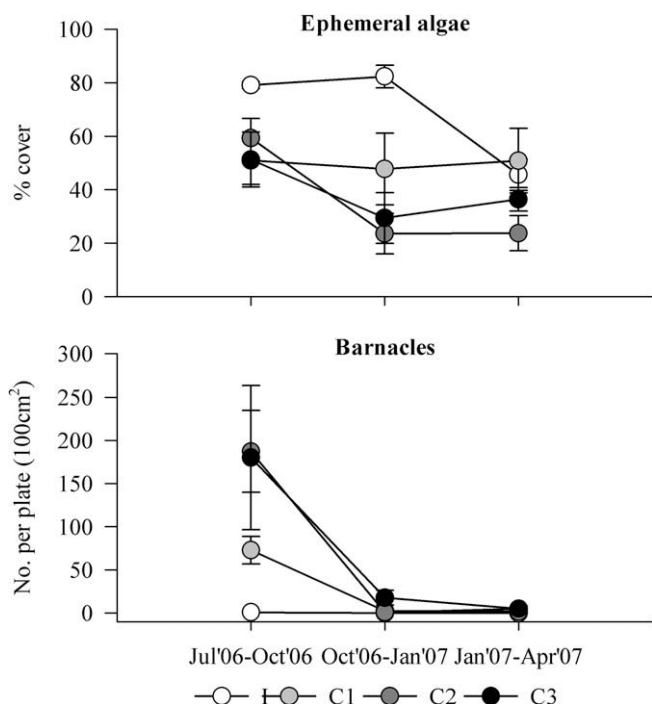 Ephemeral algae
100
80
60
40
20
0
% cover
Barnacles
300
250
200
150
100
50
0
No. per plate (100cm²)
Jul'06-Oct'06 Oct'06-Jan'07 Jan'07-Apr'07
I C1 C2 C3